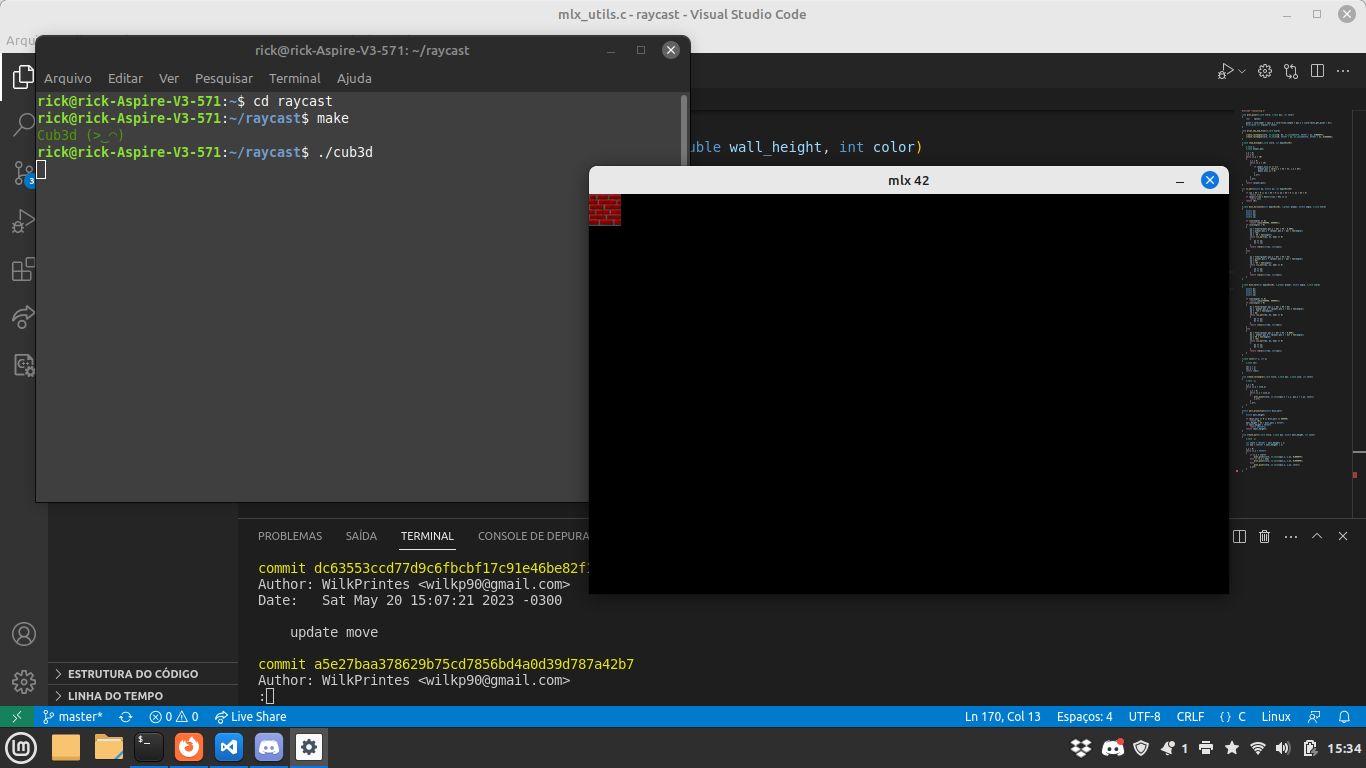 mlx_utils.c - raycast - Visual Studio Code
Arqu
rick@rick-Aspire-V3-571: ~/raycast
Arquivo Editar Ver Pesquisar Terminal Ajuda
rick@rick-Aspire-V3-571:~$ cd raycast
rick@rick-Aspire-V3-571:~/raycast$ make
Cub3d (>‿◠)
rick@rick-Aspire-V3-571:~/raycast$ ./cub3d
uble wall_height, int color)
mlx 42
3
PROBLEMAS SAÍDA TERMINAL CONSOLE DE DEPURA
commit dc63553ccd77d9c6fbcbf17c91e46be82f
Author: WilkPrintes <wilkp90@gmail.com>
Date: Sat May 20 15:07:21 2023 -0300
update move
commit a5e27baa378629b75cd7856bd4a0d39d787a42b7
Author: WilkPrintes <wilkp90@gmail.com>
:
ESTRUTURA DO CÓDIGO
LINHA DO TEMPO
master* 0 0 Live Share Ln 170, Col 13 Espaços: 4 UTF-8 CRLF {} C Linux
1 15:34